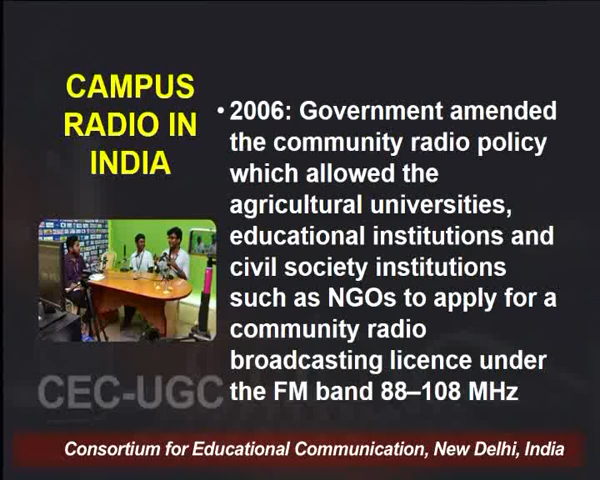 CAMPUS
RADIO IN
INDIA
• 2006: Government amended
the community radio policy
which allowed the
agricultural universities,
educational institutions and
civil society institutions
such as NGOs to apply for a
community radio
broadcasting licence under
the FM band 88–108 MHz
CEC-UGC
Consortium for Educational Communication, New Delhi, India